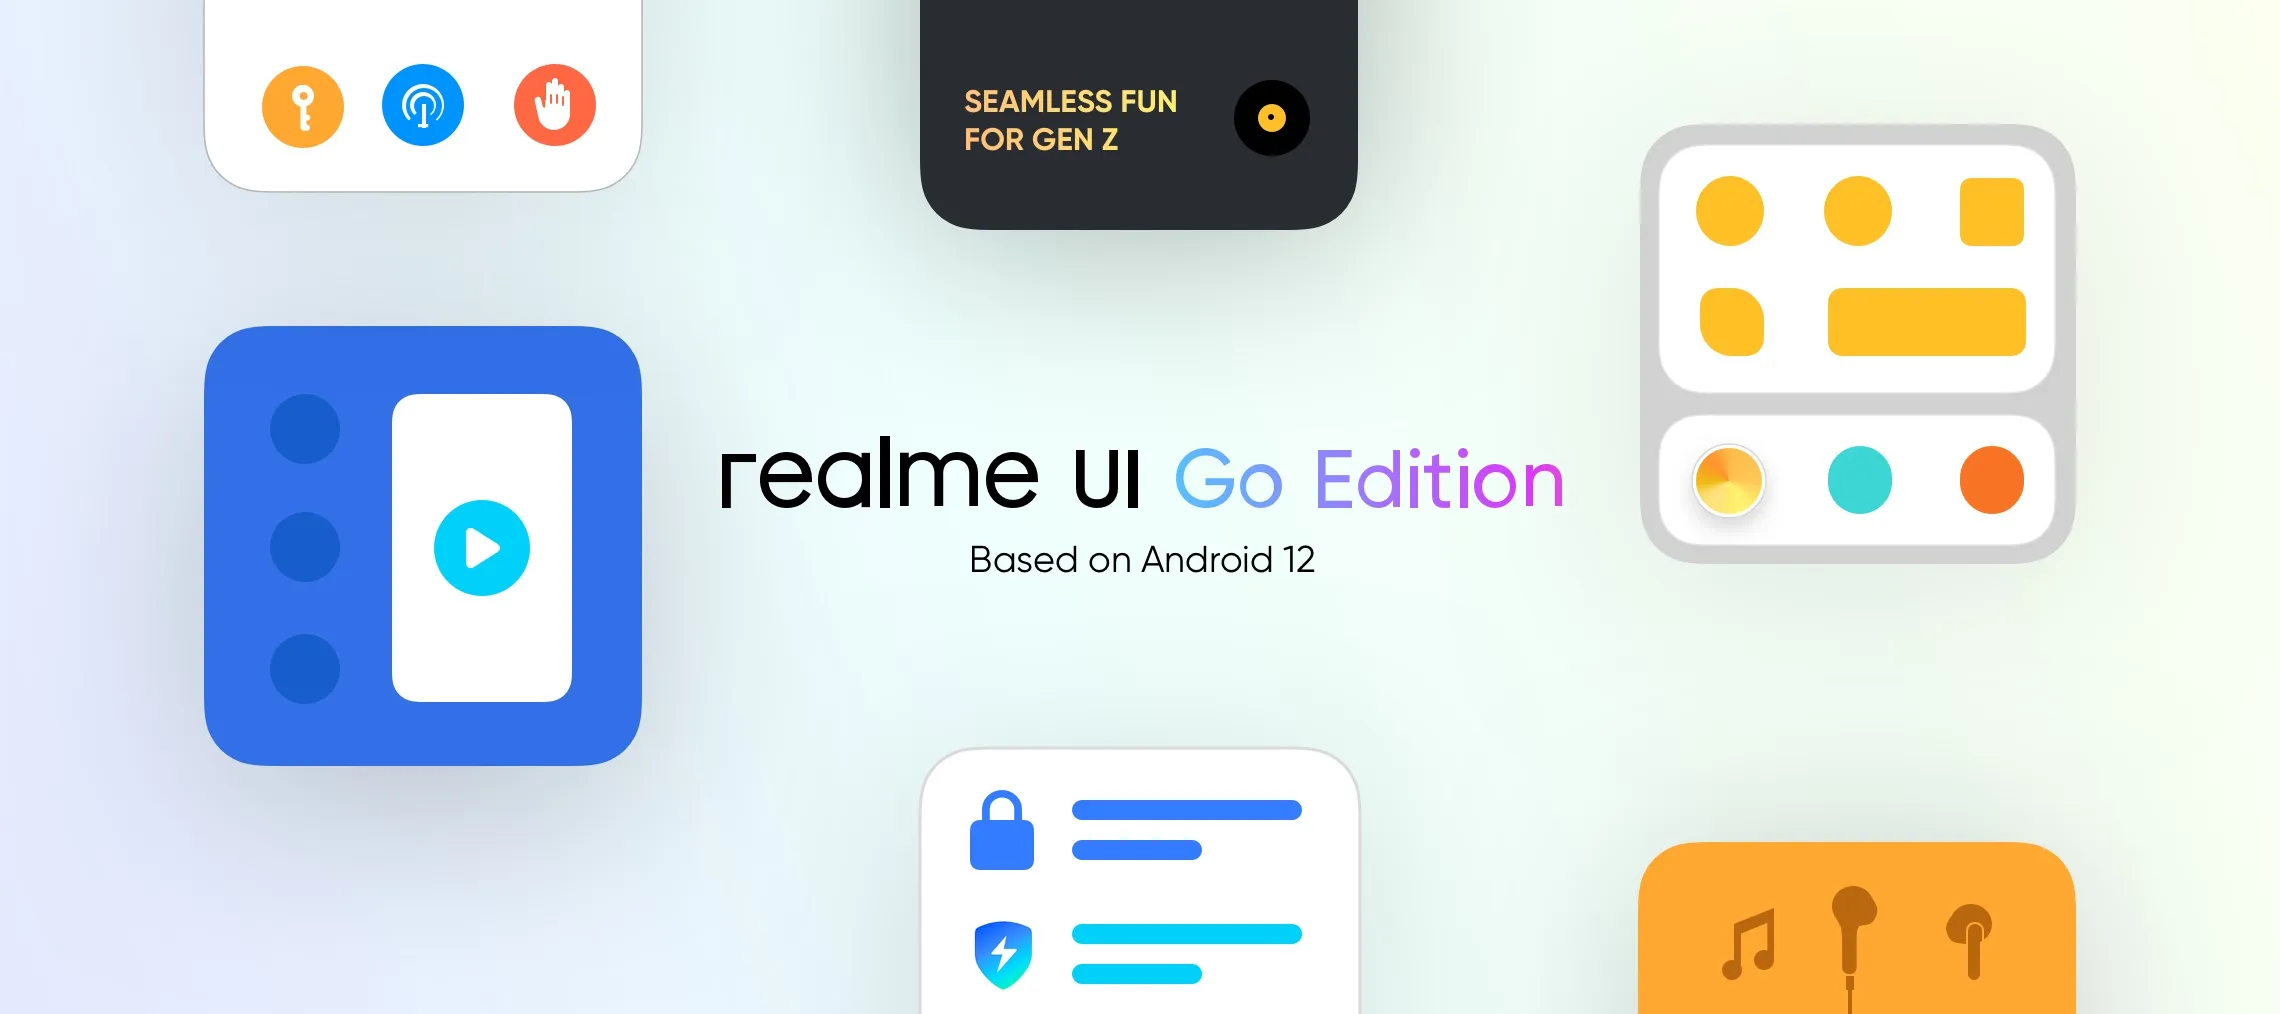 SEAMLESS FUN
FOR GEN Z
realme UI Go Edition
Based on Android 12